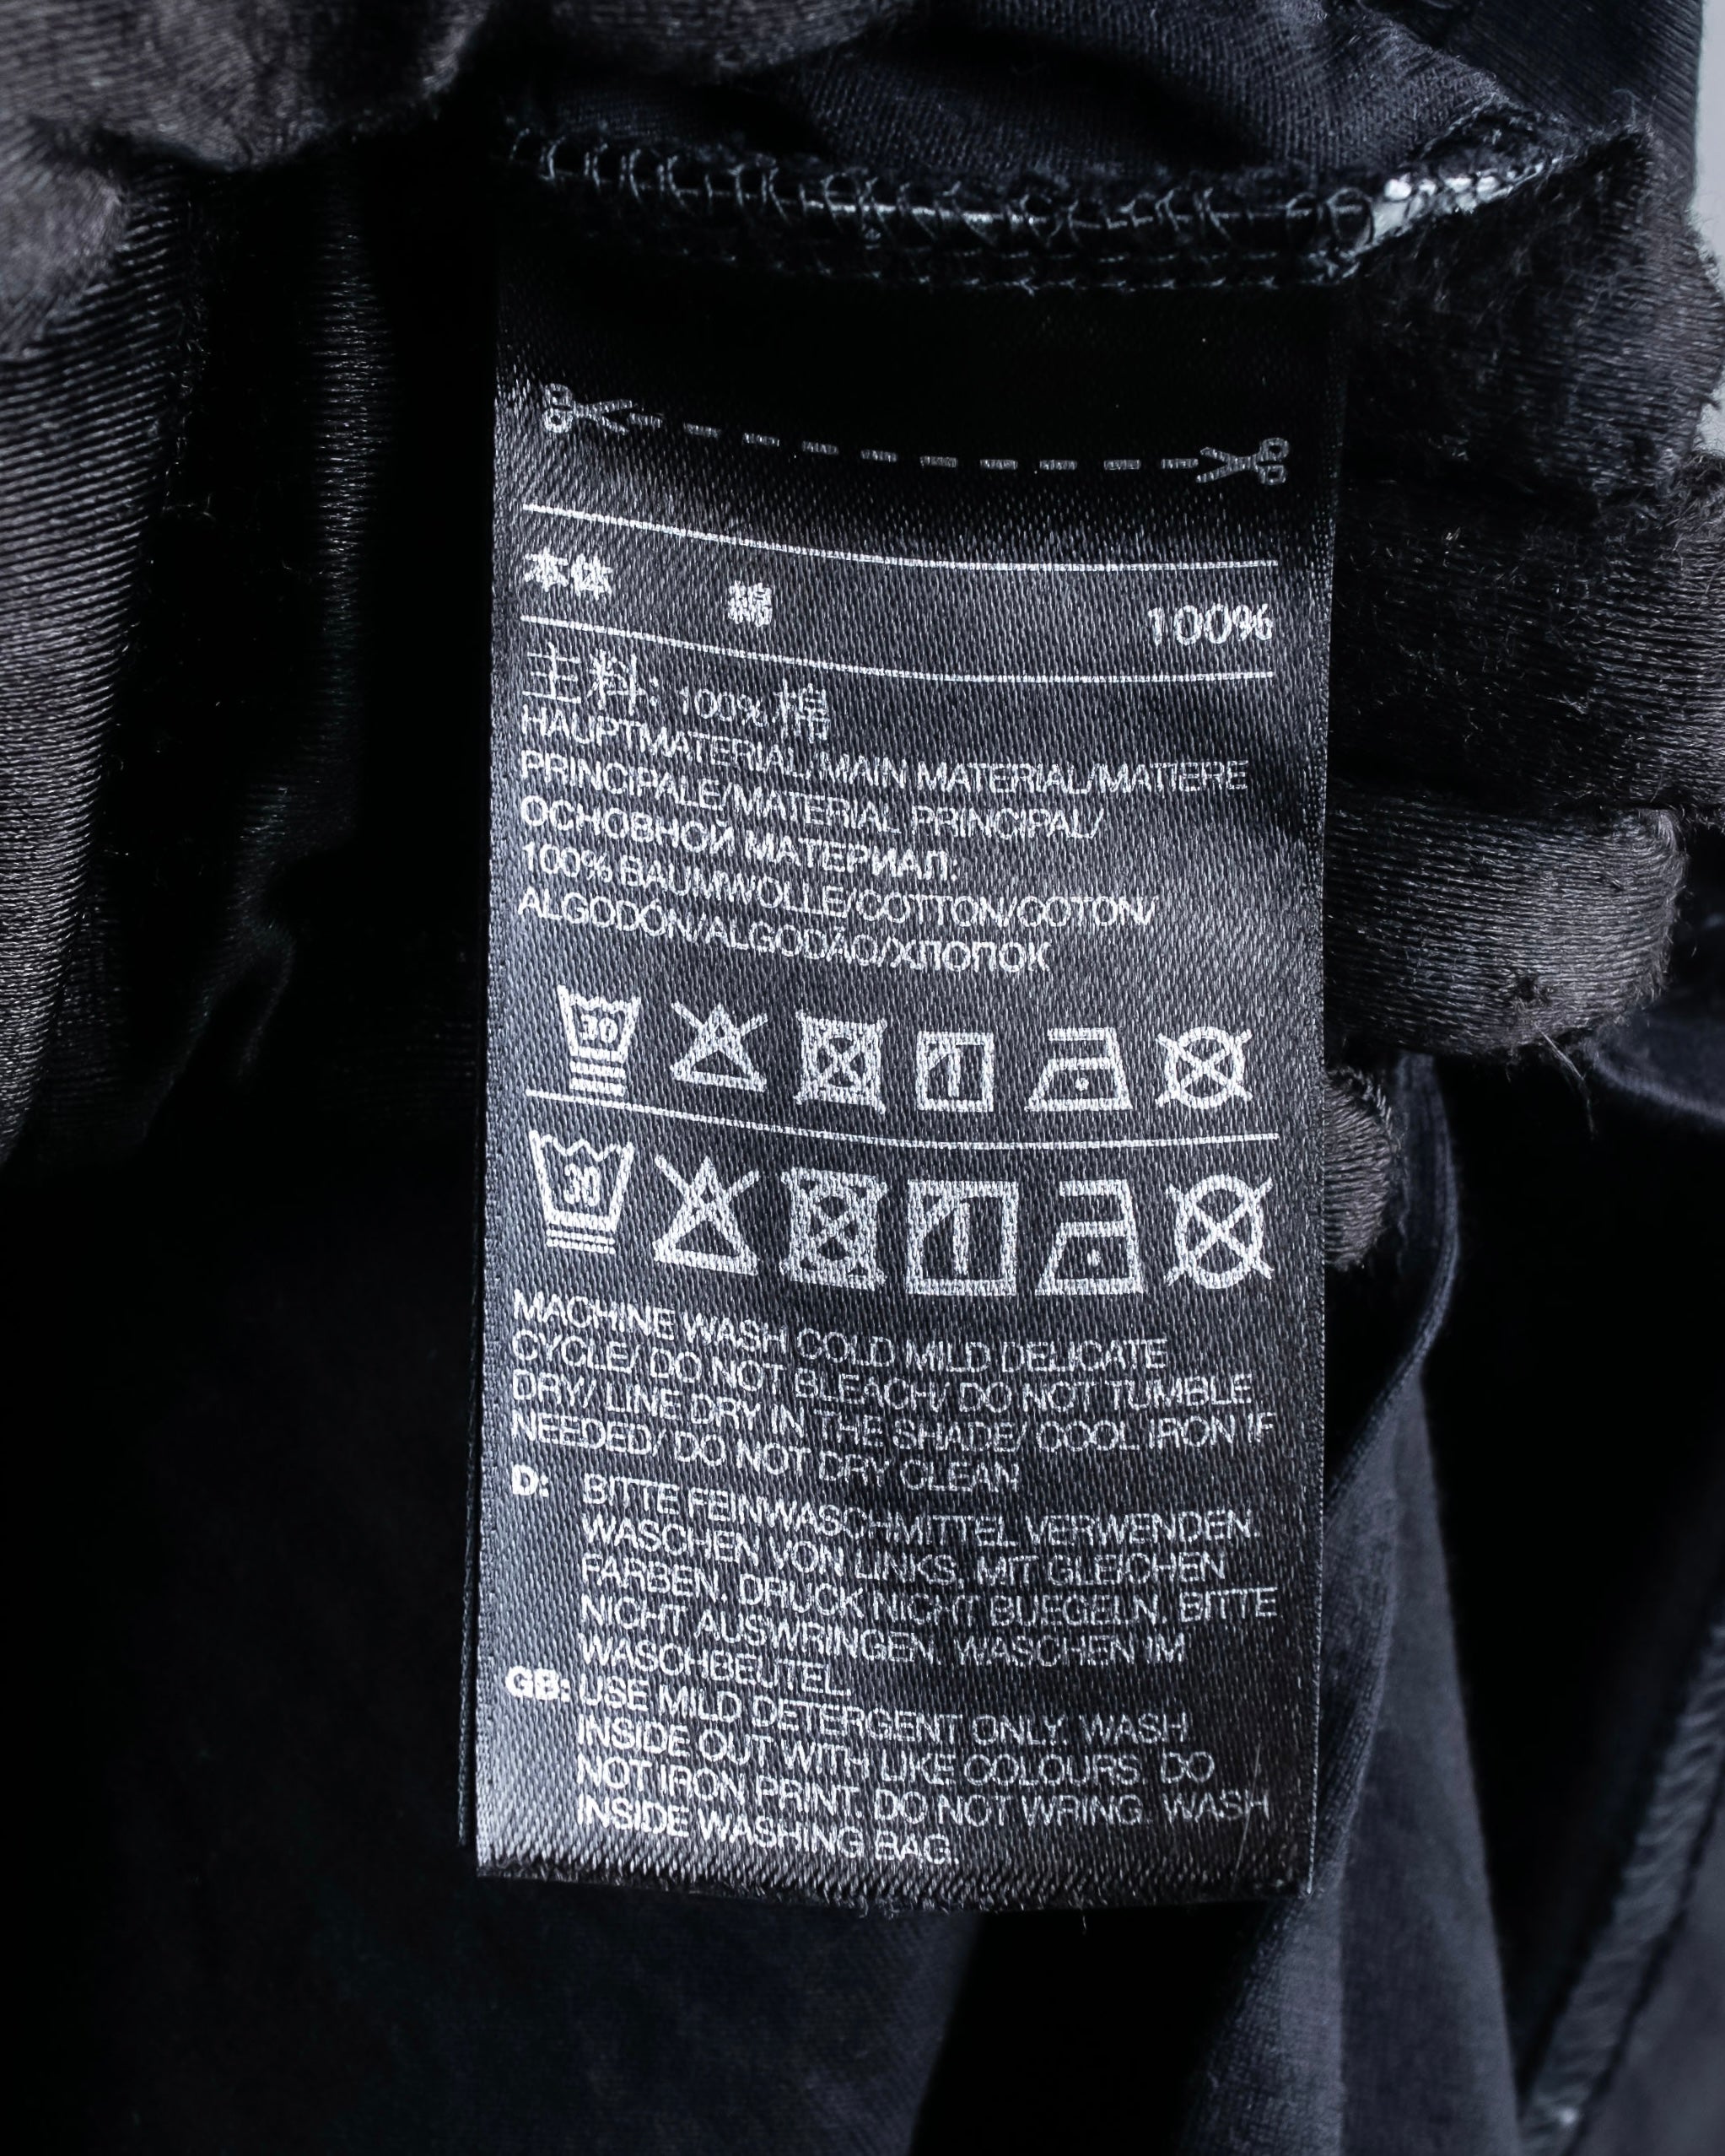 本体 綿 100%
主料: 100%棉
HAUPTMATERIAL/MAIN MATERIAL/MATIERE
PRINCIPALE/MATERIAL PRINCIPAL/
ОСНОВНОЙ МАТЕРИАЛ:
100% BAUMWOLLE/COTTON/COTON/
ALGODÓN/ALGODÃO/ХЛОПОК
30
30
MACHINE WASH COLD MILD DELICATE
CYCLE/ DO NOT BLEACH/ DO NOT TUMBLE
DRY/ LINE DRY IN THE SHADE/ COOL IRON IF
NEEDED/ DO NOT DRY CLEAN
D: BITTE FEINWASCHMITTEL VERWENDEN.
WASCHEN VON LINKS, MIT GLEICHEN
FARBEN. DRUCK NICHT BUEGELN. BITTE
NICHT AUSWRINGEN. WASCHEN IM
WASCHBEUTEL.
GB: USE MILD DETERGENT ONLY. WASH
INSIDE OUT WITH LIKE COLOURS. DO
NOT IRON PRINT. DO NOT WRING. WASH
INSIDE WASHING BAG.